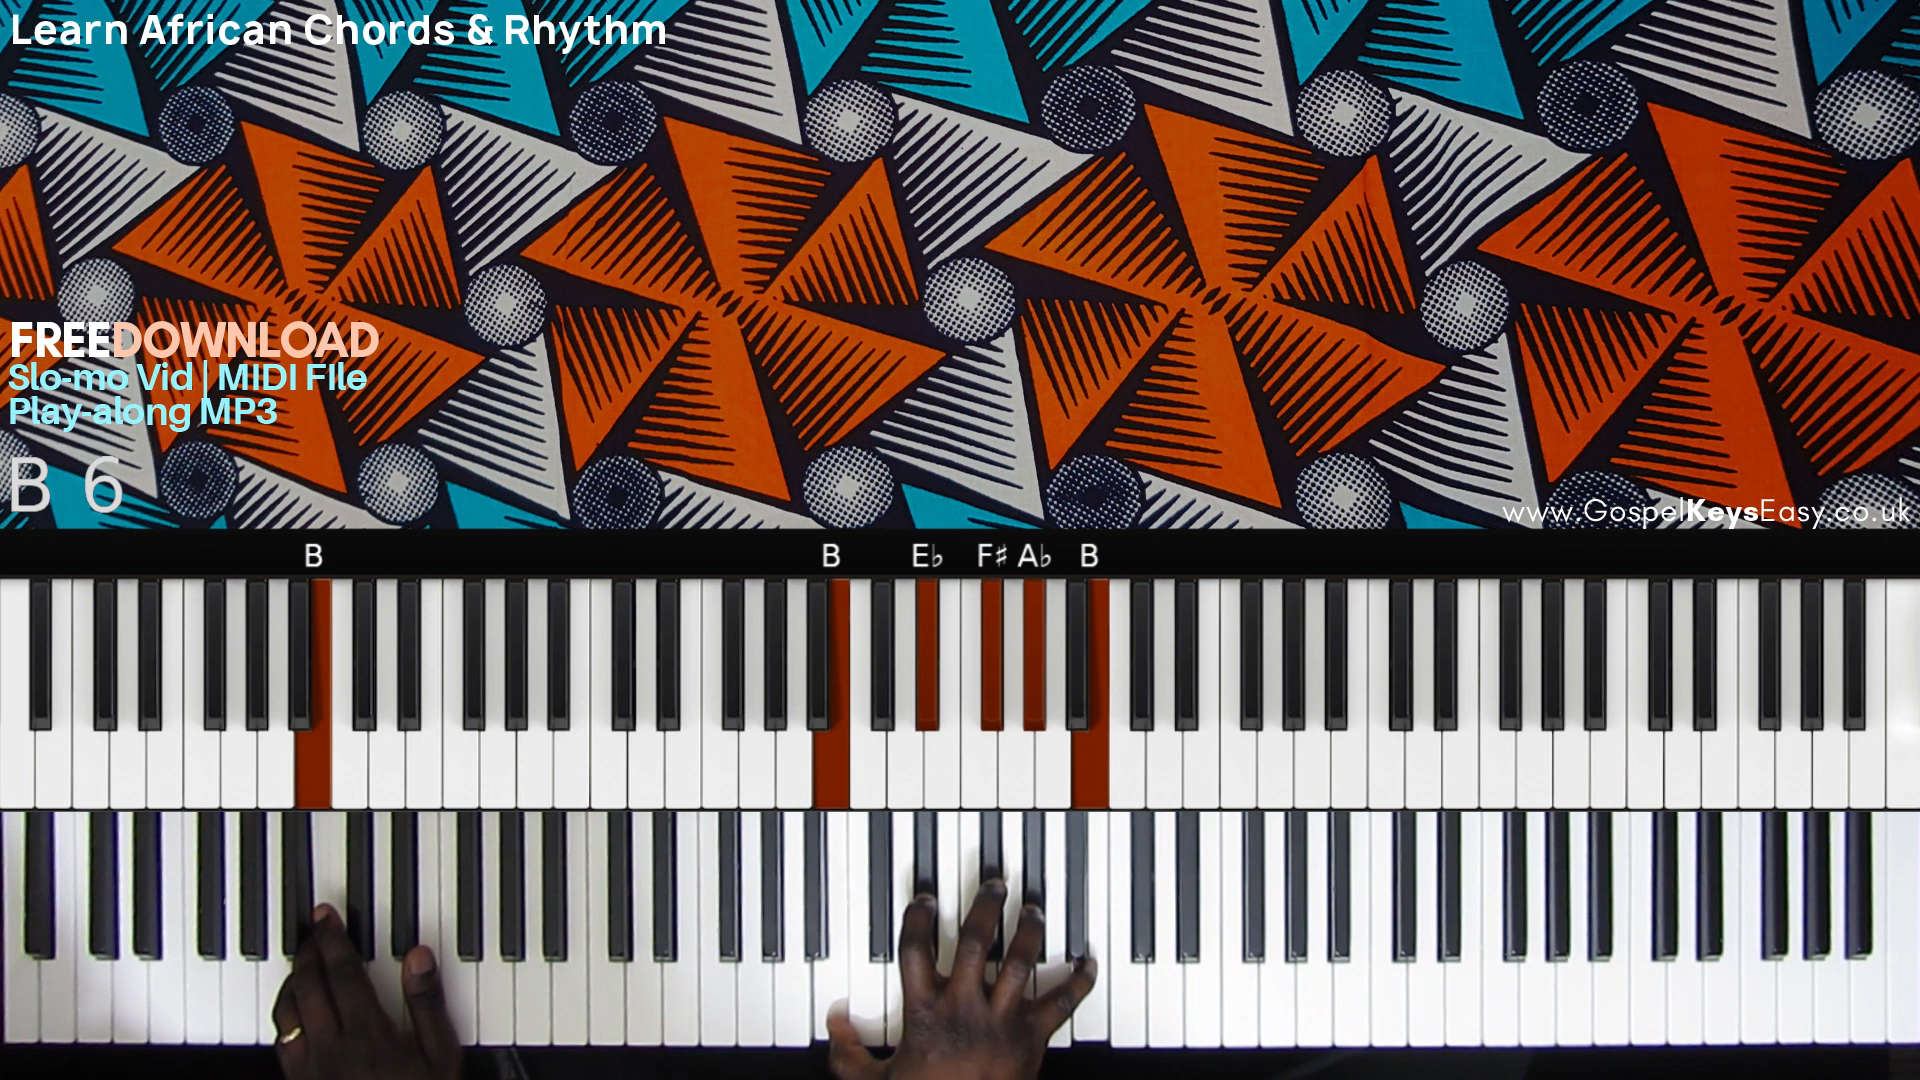 Learn African Chords & Rhythm
FREEDOWNLOAD
Slo-mo Vid | MIDI FIle
Play-along MP3
B 6
www.GospelKeysEasy.co.uk
B B E♭ F♯ A♭ B